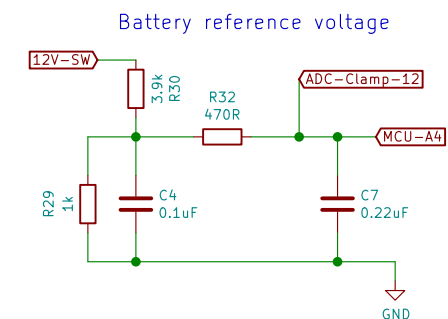 Battery reference voltage
12V-SW
3.9k
R30
R32
470R
ADC-Clamp-12
MCU-A4
R29
1k
C4
0.1uF
C7
0.22uF
GND